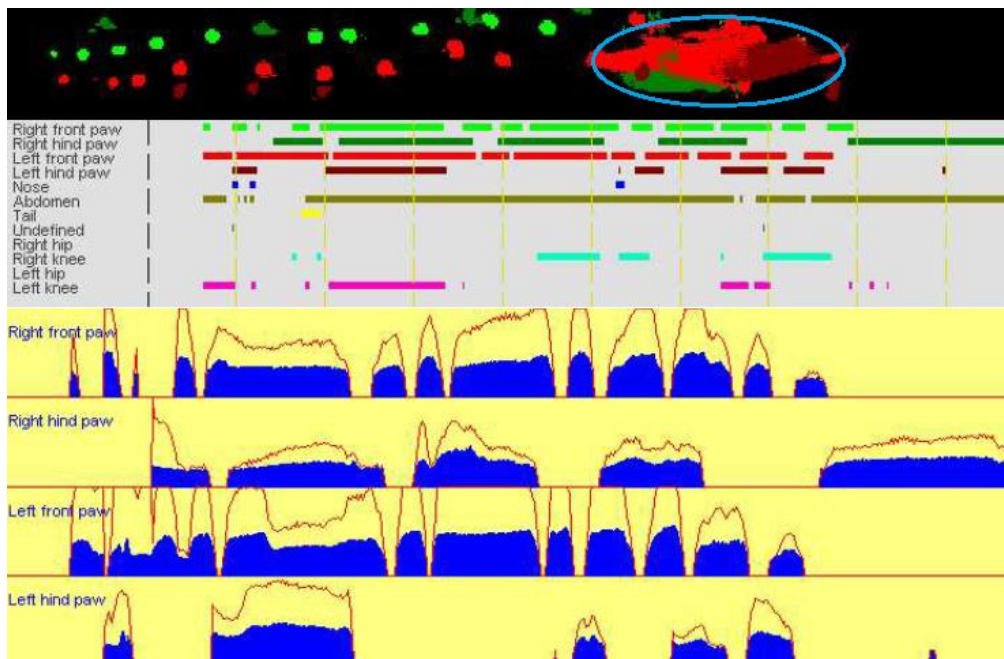 Right front paw
Right hind paw
Left front paw
Left hind paw
Nose
Abdomen
Tail
Undefined
Right hip
Right knee
Left hip
Left knee
Right front paw
Right hind paw
Left front paw
Left hind paw